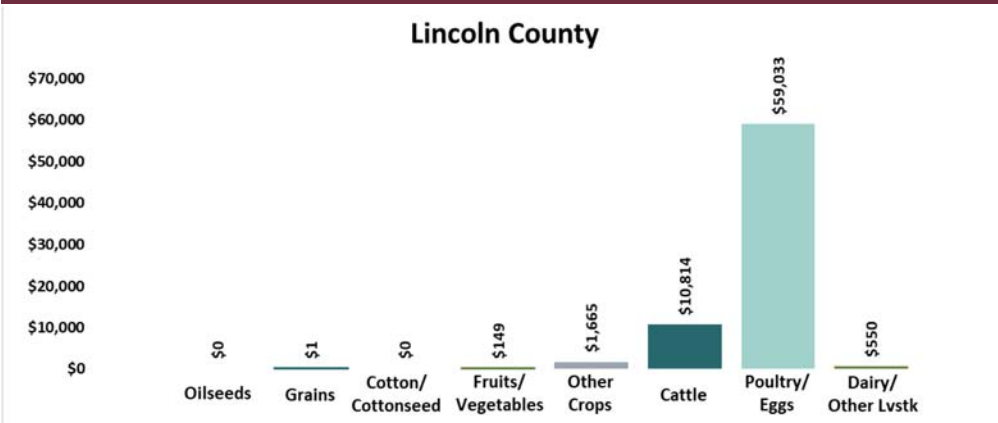 Lincoln County
$70,000
$60,000
$50,000
$40,000
$30,000
$20,000
$10,000
$0
$0
$1
$0
$149
$1,665
$10,814
$59,033
$550
Oilseeds
Grains
Cotton/
Cottonseed
Fruits/
Vegetables
Other
Crops
Cattle
Poultry/
Eggs
Dairy/
Other Lvstk